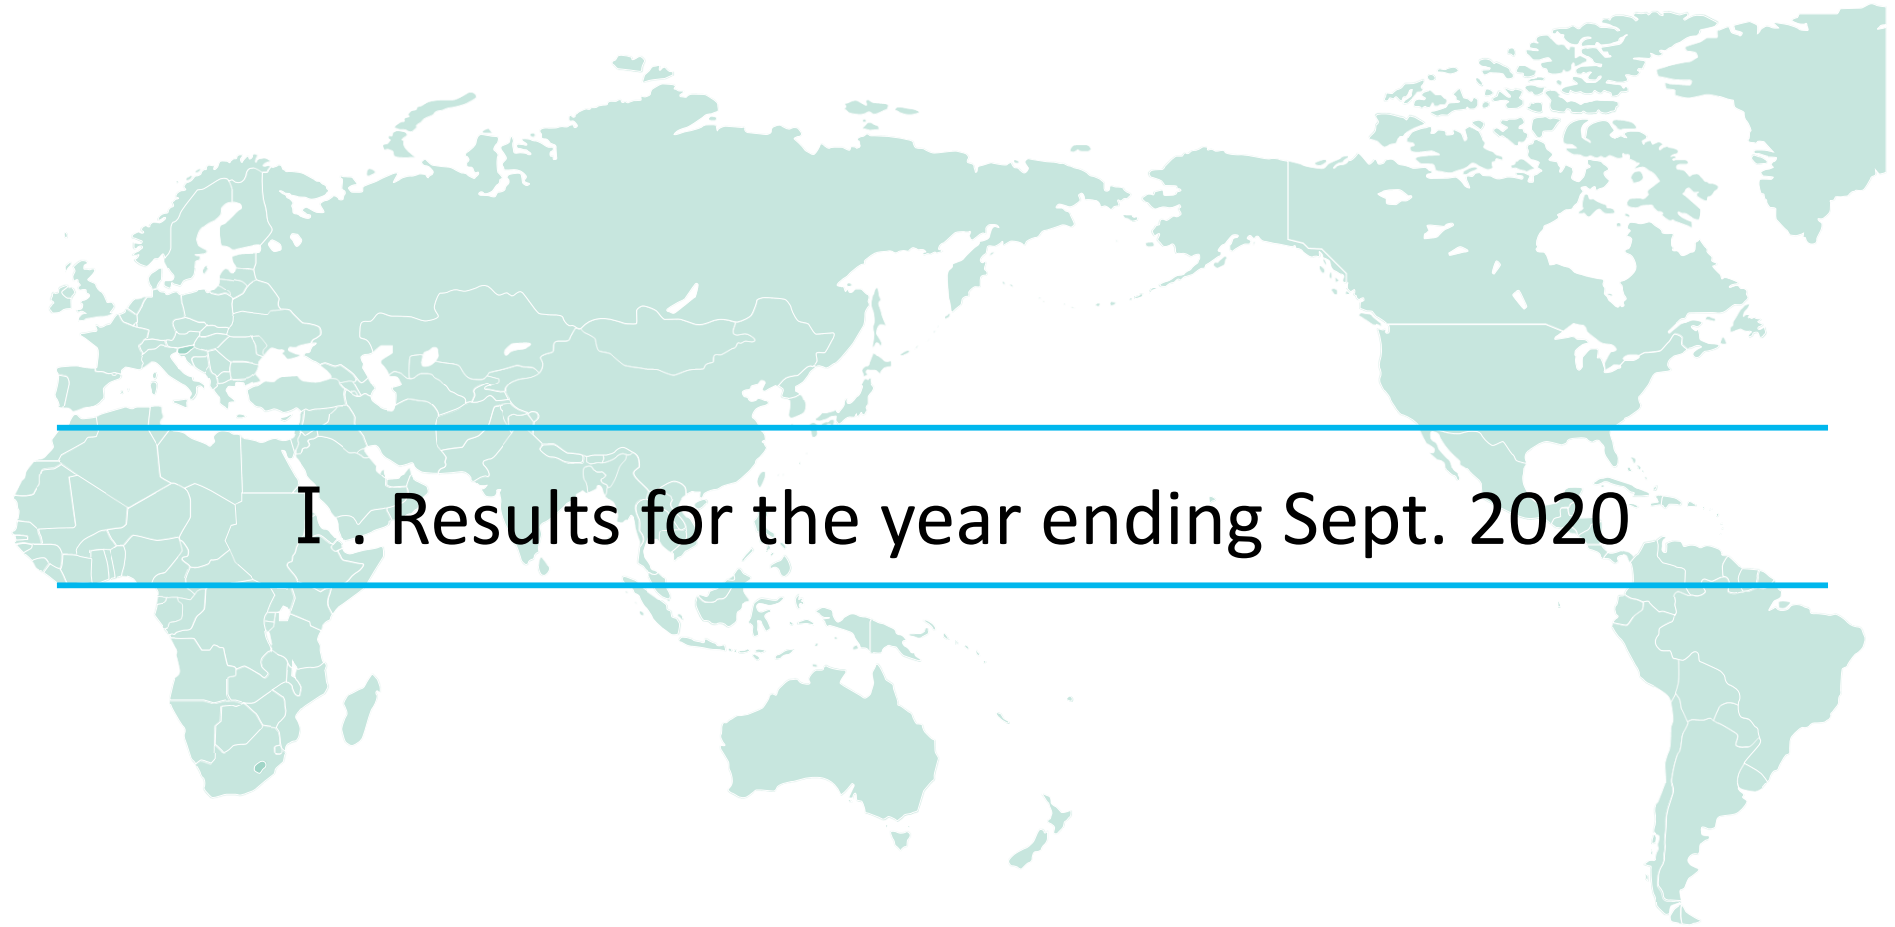 Ⅰ. Results for the year ending Sept. 2020